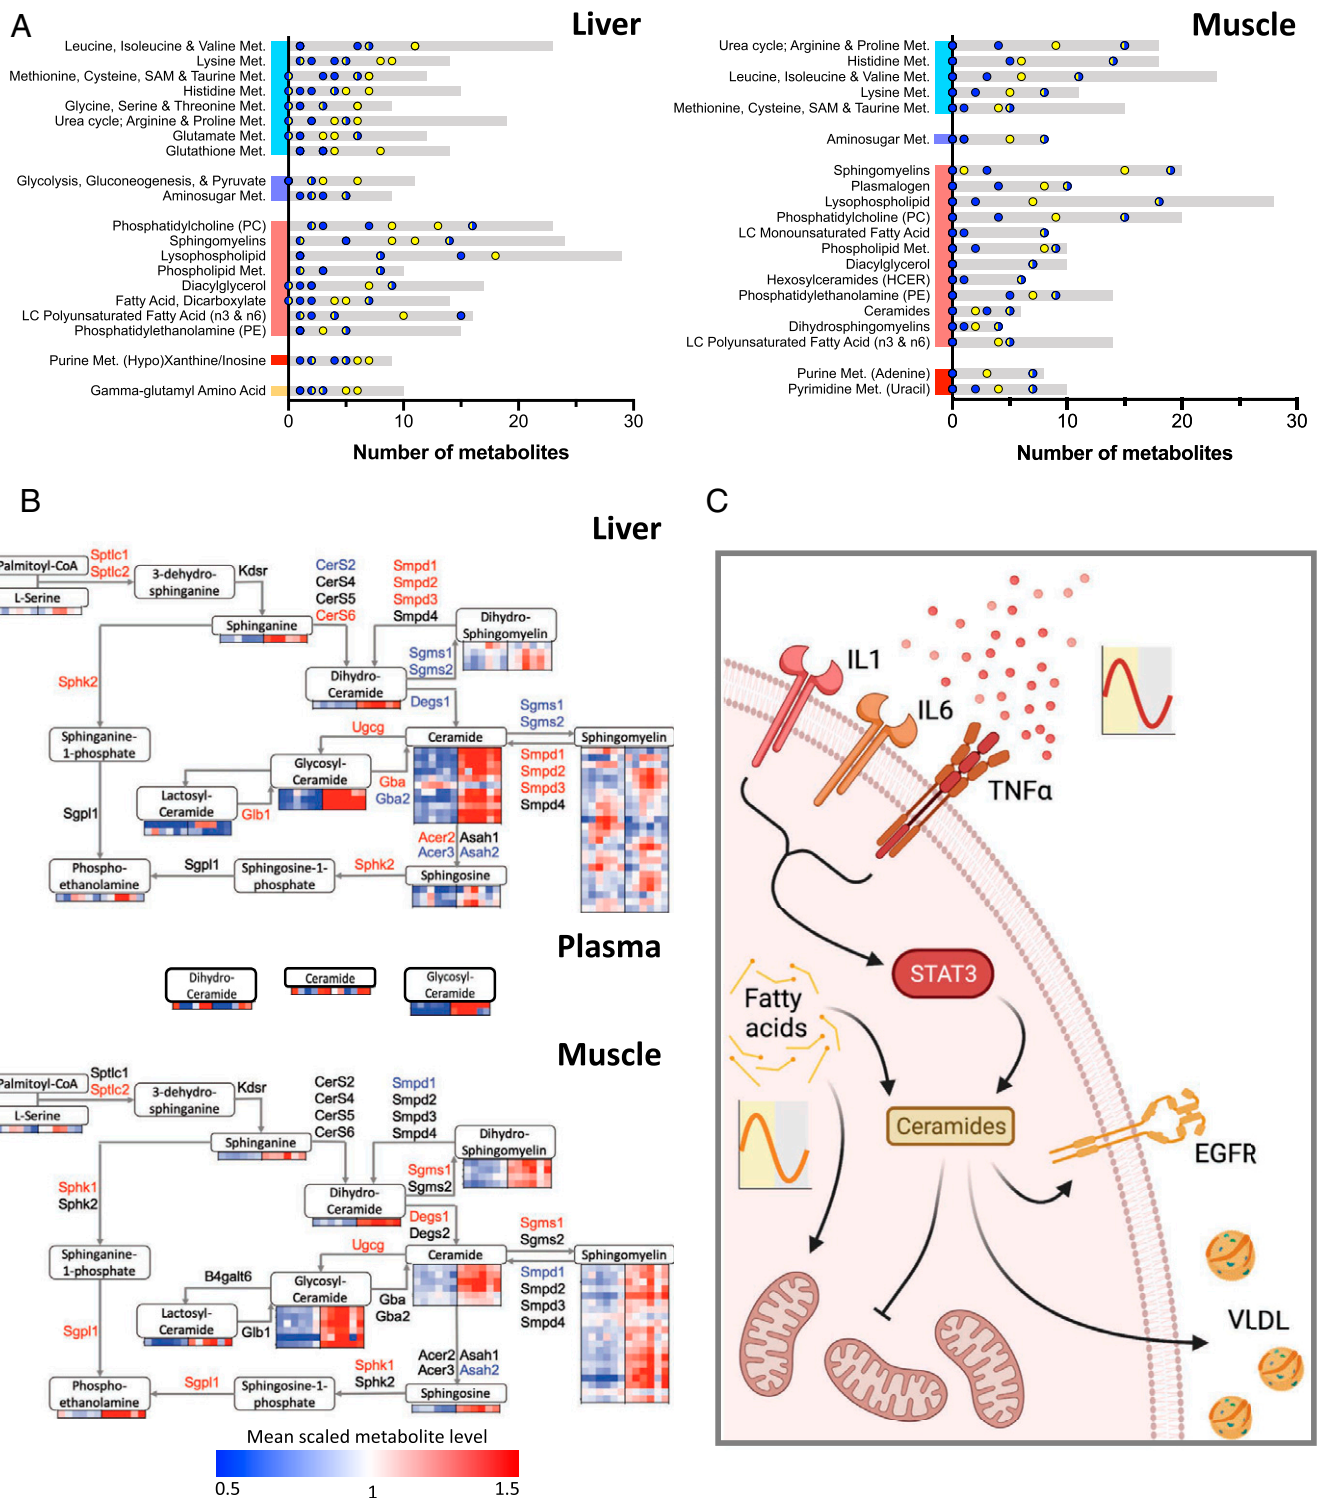 A
Liver
Leucine, Isoleucine & Valine Met.
Lysine Met.
Methionine, Cysteine, SAM & Taurine Met.
Histidine Met.
Glycine, Serine & Threonine Met.
Urea cycle; Arginine & Proline Met.
Glutamate Met.
Glutathione Met.
Glycolysis, Gluconeogenesis, & Pyruvate
Aminosugar Met.
Phosphatidylcholine (PC)
Sphingomyelins
Lysophospholipid
Phospholipid Met.
Diacylglycerol
Fatty Acid, Dicarboxylate
LC Polyunsaturated Fatty Acid (n3 & n6)
Phosphatidylethanolamine (PE)
Purine Met. (Hypo)Xanthine/Inosine
Gamma-glutamyl Amino Acid
0 10 20 30
Number of metabolites
Muscle
Urea cycle; Arginine & Proline Met.
Histidine Met.
Leucine, Isoleucine & Valine Met.
Lysine Met.
Methionine, Cysteine, SAM & Taurine Met.
Aminosugar Met.
Sphingomyelins
Plasmalogen
Lysophospholipid
Phosphatidylcholine (PC)
LC Monounsaturated Fatty Acid
Phospholipid Met.
Diacylglycerol
Hexosylceramides (HCER)
Phosphatidylethanolamine (PE)
Ceramides
Dihydrosphingomyelins
LC Polyunsaturated Fatty Acid (n3 & n6)
Purine Met. (Adenine)
Pyrimidine Met. (Uracil)
0 10 20 30
Number of metabolites
B
Liver
Palmitoyl-CoA
L-Serine
Sptlc1
Sptlc2
3-dehydro-
sphinganine
Kdsr
Sphinganine
CerS2
CerS4
CerS5
CerS6
Smpd1
Smpd2
Smpd3
Smpd4
Dihydro-
Sphingomyelin
Sgms1
Sgms2
Dihydro-
Ceramide
Degs1
Sphk2
Sphinganine-
1-phosphate
Ugcg
Ceramide
Sgms1
Sgms2
Sphingomyelin
Glycosyl-
Ceramide
Gba
Gba2
Smpd1
Smpd2
Smpd3
Smpd4
Lactosyl-
Ceramide
Glb1
Sgpl1
Acer2 Asah1
Acer3 Asah2
Phospho-
ethanolamine
Sgpl1
Sphingosine-1-
phosphate
Sphk2
Sphingosine
Plasma
Dihydro-
Ceramide
Ceramide
Glycosyl-
Ceramide
Muscle
Palmitoyl-CoA
L-Serine
Sptlc1
Sptlc2
3-dehydro-
sphinganine
Kdsr
Sphinganine
CerS2
CerS4
CerS5
CerS6
Smpd1
Smpd2
Smpd3
Smpd4
Dihydro-
Sphingomyelin
Sgms1
Sgms2
Dihydro-
Ceramide
Degs1
Degs2
Sphk1
Sphk2
Sphinganine-
1-phosphate
Ugcg
Ceramide
Sgms1
Sgms2
Sphingomyelin
B4galt6
Glycosyl-
Ceramide
Gba
Gba2
Smpd1
Smpd2
Smpd3
Smpd4
Lactosyl-
Ceramide
Glb1
Sgpl1
Acer2 Asah1
Acer3 Asah2
Phospho-
ethanolamine
Sgpl1
Sphingosine-1-
phosphate
Sphk1
Sphk2
Sphingosine
Mean scaled metabolite level
0.5 1 1.5
C
IL1
IL6
TNFα
STAT3
Fatty
acids
Ceramides
EGFR
VLDL